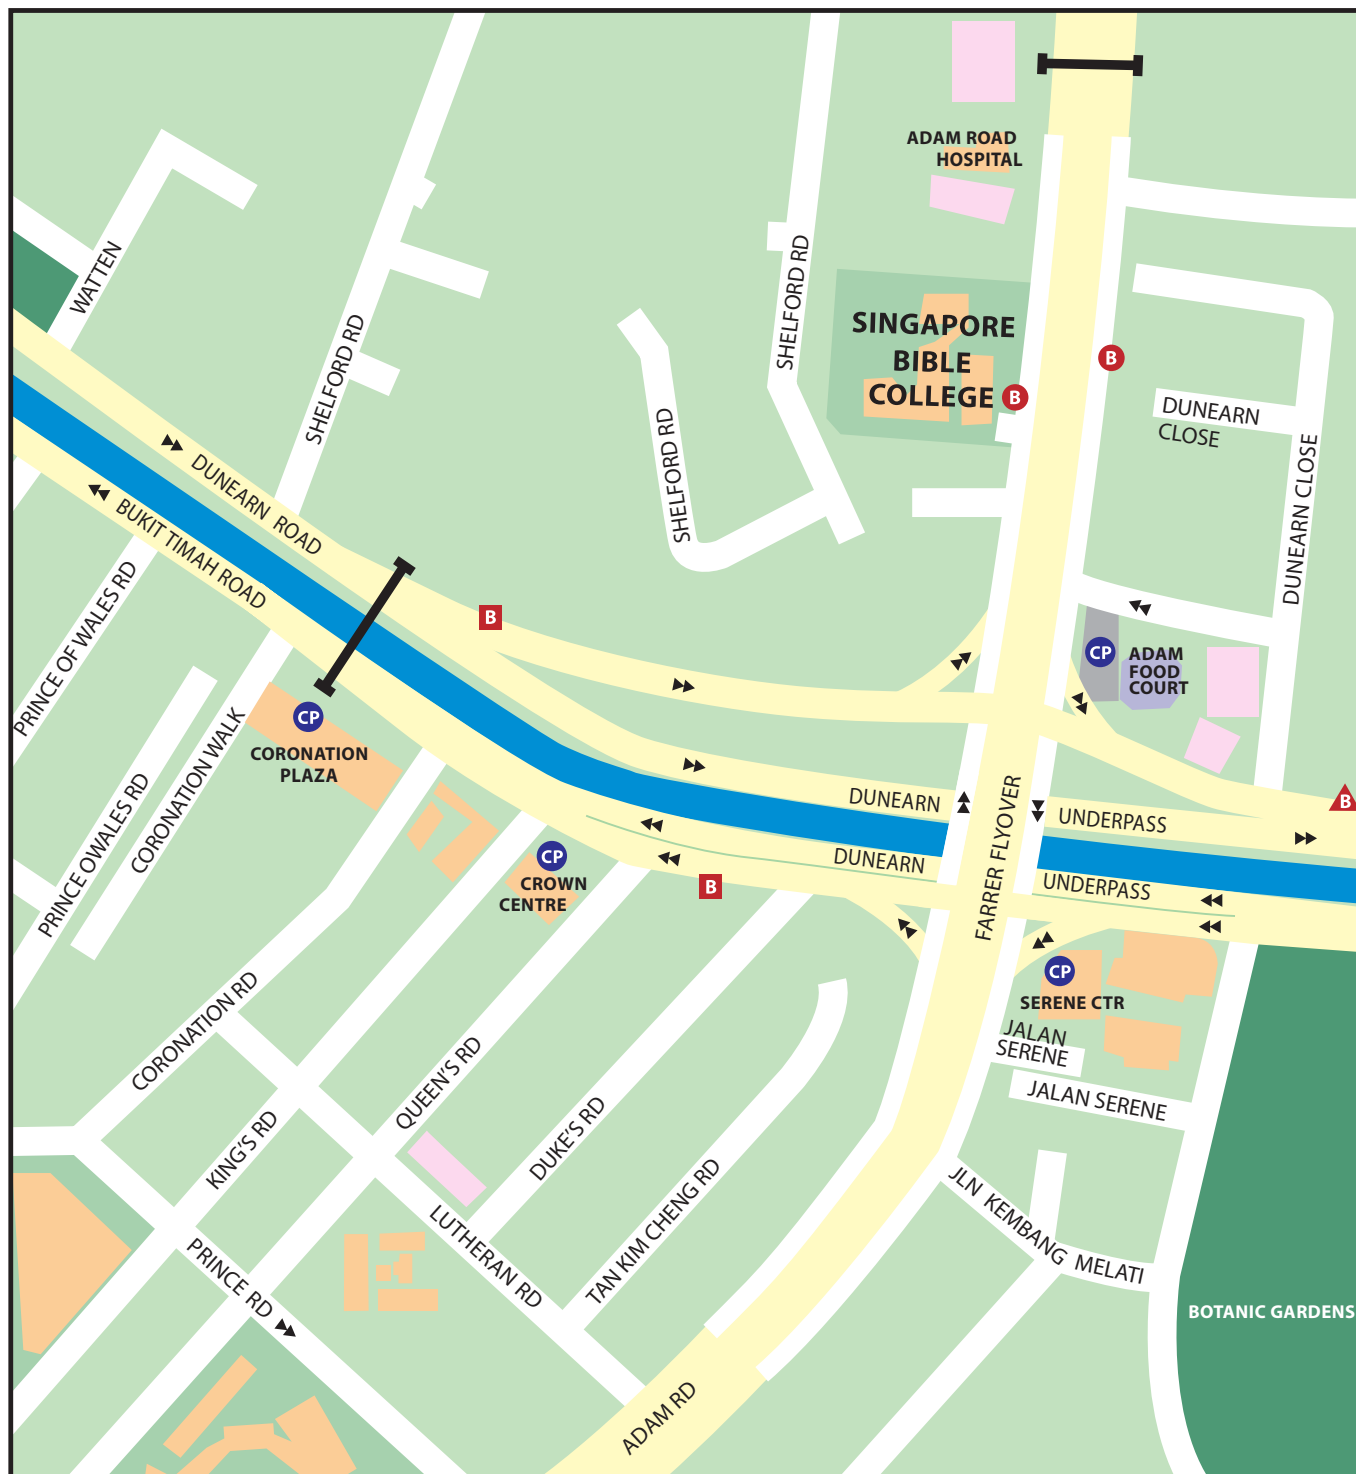 ADAM ROAD
HOSPITAL
WATTEN
SHELFORD RD
SHELFORD RD
SHELFORD RD
SINGAPORE
BIBLE
COLLEGE
B
B
DUNEARN
CLOSE
DUNEARN CLOSE
DUNEARN ROAD
BUKIT TIMAH ROAD
B
PRINCE OF WALES RD
CP
CORONATION
PLAZA
CP
ADAM
FOOD
COURT
CORONATION WALK
PRINCE OWALES RD
DUNEARN
UNDERPASS
B
FARRER FLYOVER
DUNEARN
UNDERPASS
CP
CROWN
CENTRE
B
CP
SERENE CTR
JALAN
SERENE
JALAN SERENE
CORONATION RD
KING'S RD
QUEEN'S RD
DUKE'S RD
TAN KIM CHENG RD
LUTHERAN RD
PRINCE RD
JLN KEMBANG MELATI
BOTANIC GARDENS
ADAM RD